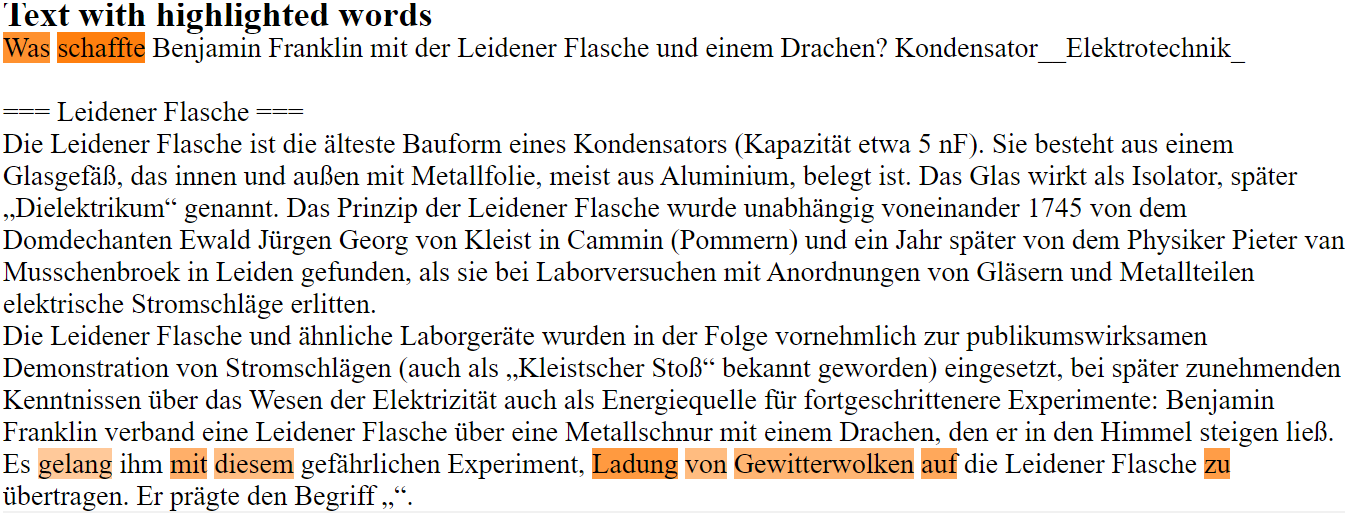 Text with highlighted words
Was schaffte Benjamin Franklin mit der Leidener Flasche und einem Drachen? Kondensator__Elektrotechnik_
=== Leidener Flasche ===
Die Leidener Flasche ist die älteste Bauform eines Kondensators (Kapazität etwa 5 nF). Sie besteht aus einem
Glasgefäß, das innen und außen mit Metallfolie, meist aus Aluminium, belegt ist. Das Glas wirkt als Isolator, später
„Dielektrikum“ genannt. Das Prinzip der Leidener Flasche wurde unabhängig voneinander 1745 von dem
Domdechanten Ewald Jürgen Georg von Kleist in Cammin (Pommern) und ein Jahr später von dem Physiker Pieter van
Musschenbroek in Leiden gefunden, als sie bei Laborversuchen mit Anordnungen von Gläsern und Metallteilen
elektrische Stromschläge erlitten.
Die Leidener Flasche und ähnliche Laborgeräte wurden in der Folge vornehmlich zur publikumswirksamen
Demonstration von Stromschlägen (auch als „Kleistscher Stoß“ bekannt geworden) eingesetzt, bei später zunehmenden
Kenntnissen über das Wesen der Elektrizität auch als Energiequelle für fortgeschrittenere Experimente: Benjamin
Franklin verband eine Leidener Flasche über eine Metallschnur mit einem Drachen, den er in den Himmel steigen ließ.
Es gelang ihm mit diesem gefährlichen Experiment, Ladung von Gewitterwolken auf die Leidener Flasche zu
übertragen. Er prägte den Begriff „“.